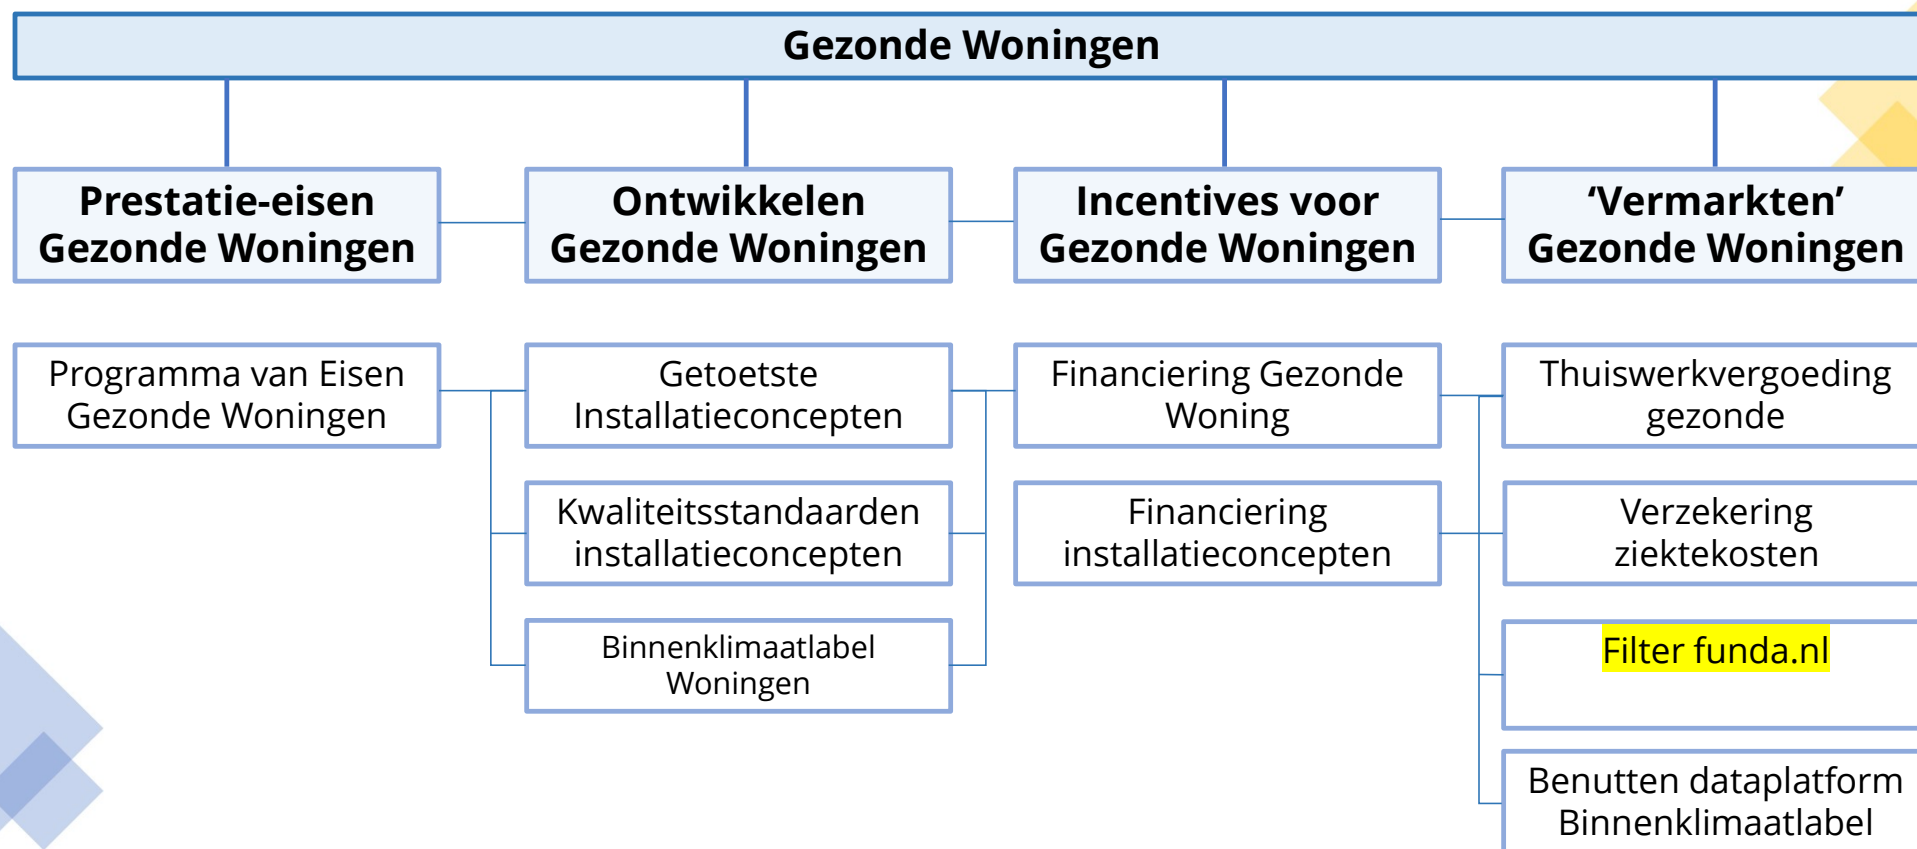 Gezonde Woningen
Prestatie-eisen
Gezonde Woningen
Ontwikkelen
Gezonde Woningen
Incentives voor
Gezonde Woningen
‘Vermarkten’
Gezonde Woningen
Programma van Eisen
Gezonde Woningen
Getoetste
Installatieconcepten
Financiering Gezonde
Woning
Thuiswerkvergoeding
gezonde
Kwaliteitsstandaarden
installatieconcepten
Financiering
installatieconcepten
Verzekering
ziektekosten
Binnenklimaatlabel
Woningen
Filter funda.nl
Benutten dataplatform
Binnenklimaatlabel